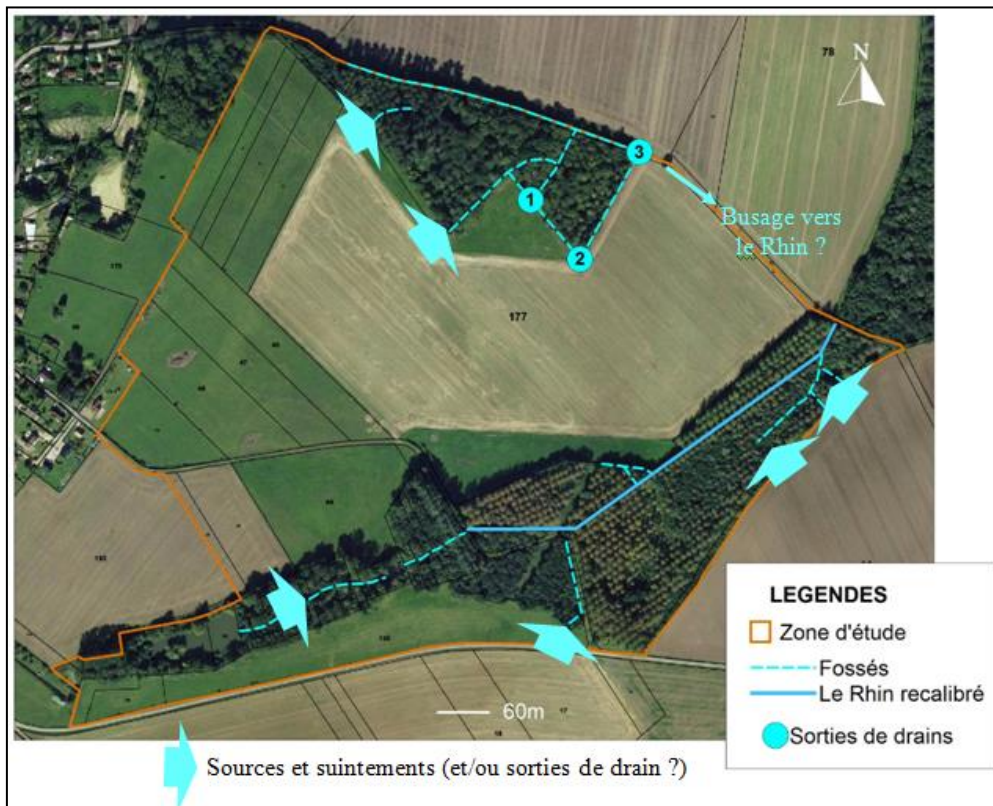 78
N
3
1
Busage vers
le Rhin ?
2
177
60m
LEGENDES
Zone d'étude
Fossés
Le Rhin recalibré
Sorties de drains
Sources et suintements (et/ou sorties de drain ?)